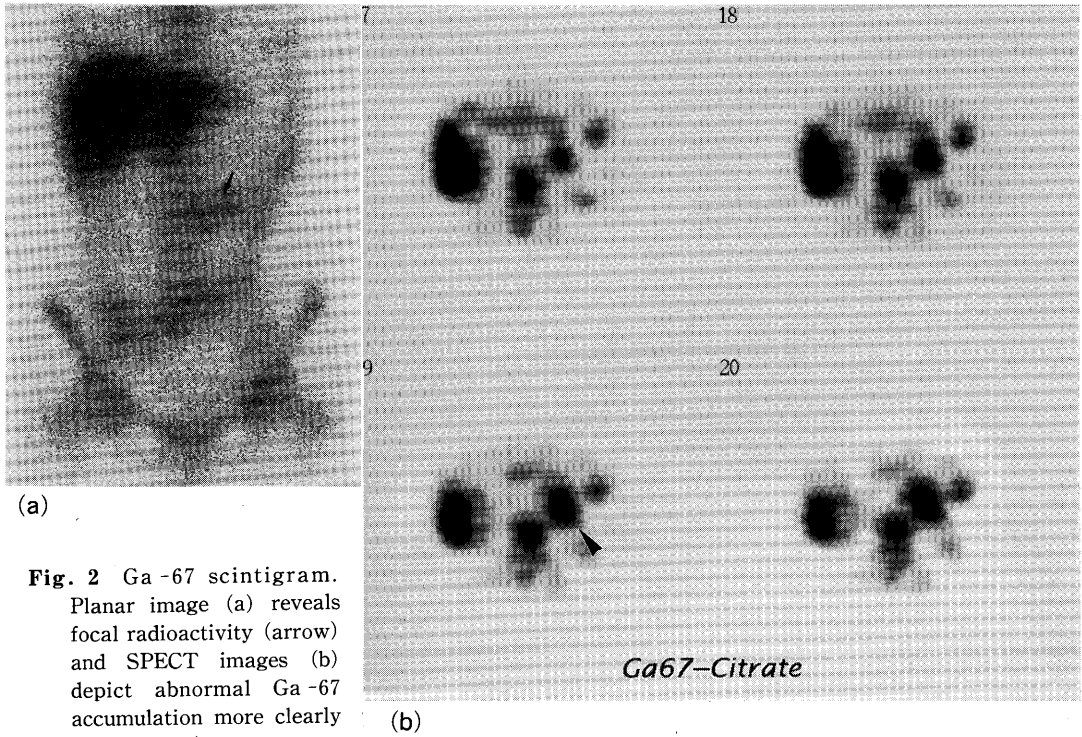 7
18
9
20
Ga67–Citrate
(a)
(b)
Fig. 2 Ga-67 scintigram.
Planar image (a) reveals
focal radioactivity (arrow)
and SPECT images (b)
depict abnormal Ga-67
accumulation more clearly